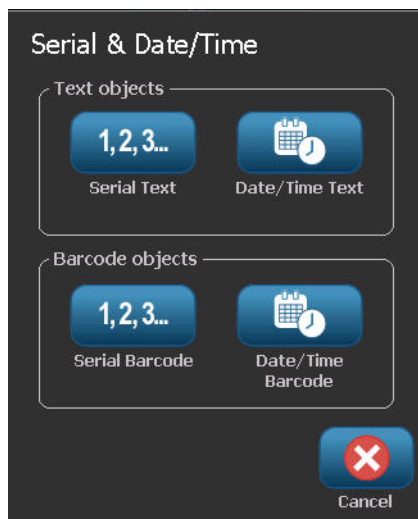 Serial & Date/Time
Text objects
1, 2, 3...
Serial Text
Date/Time Text
Barcode objects
1, 2, 3...
Serial Barcode
Date/Time
Barcode
Cancel